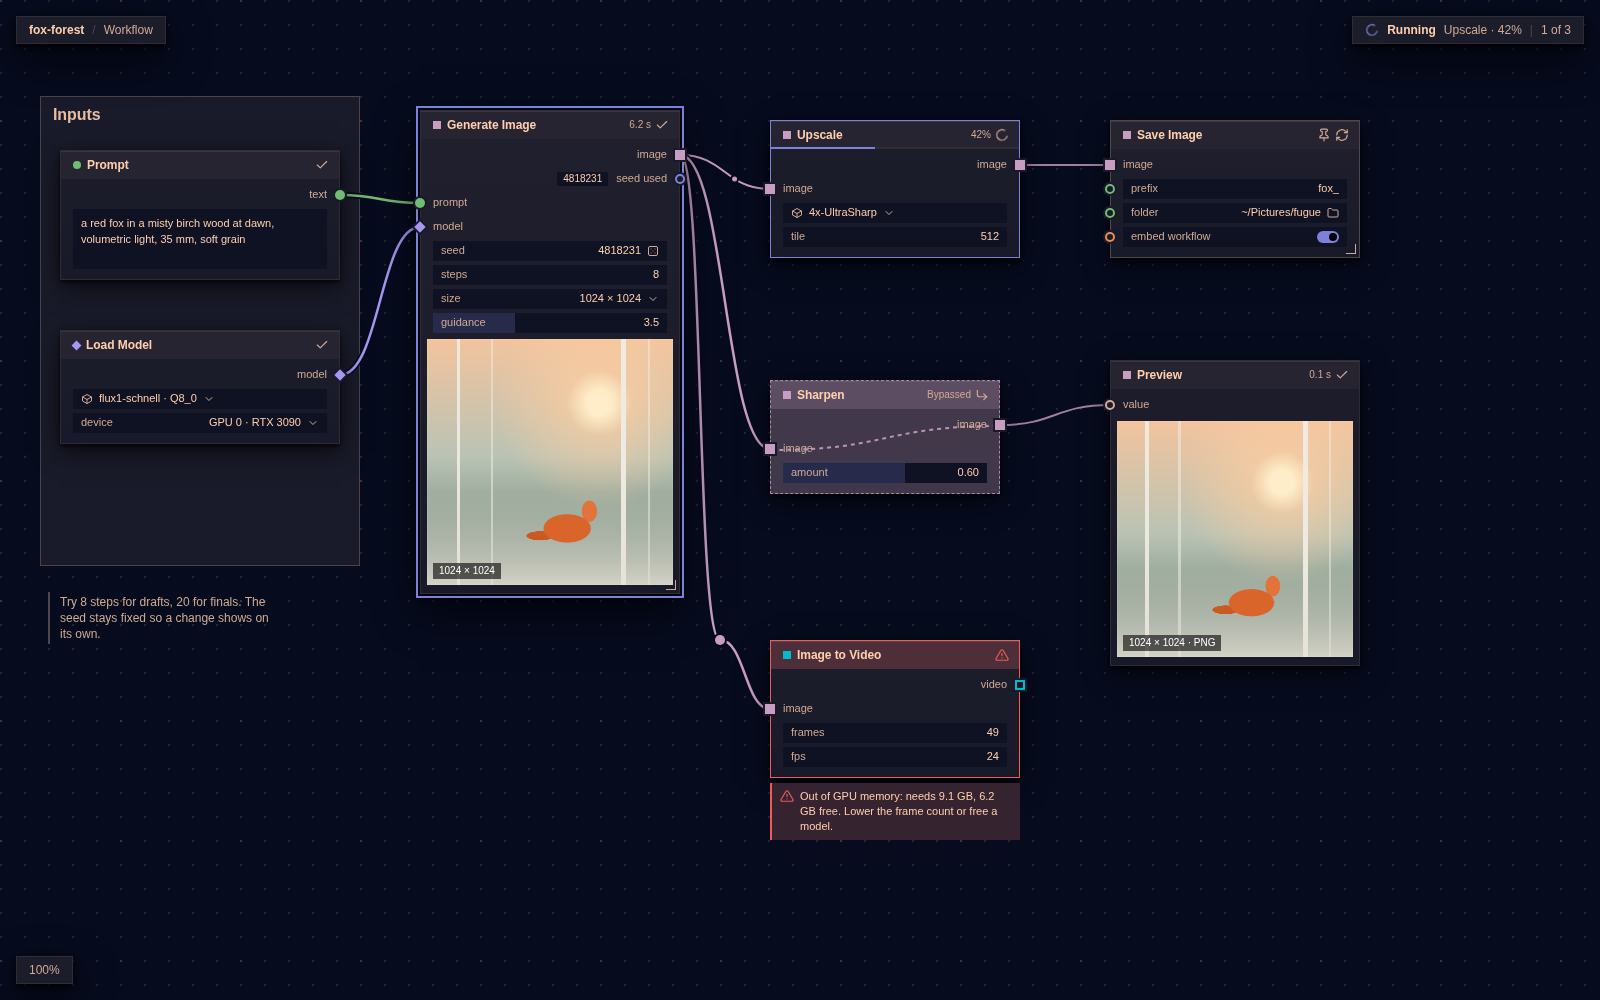 fox-forest / Workflow
Running Upscale · 42% | 1 of 3
Inputs
Prompt
text
a red fox in a misty birch wood at dawn,
volumetric light, 35 mm, soft grain
Load Model
model
flux1-schnell · Q8_0
device GPU 0 · RTX 3090
Try 8 steps for drafts, 20 for finals. The
seed stays fixed so a change shows on
its own.
Generate Image 6.2 s
image
4818231 seed used
prompt
model
seed 4818231
steps 8
size 1024 × 1024
guidance 3.5
1024 × 1024
Upscale 42%
image
image
4x-UltraSharp
tile 512
Sharpen Bypassed
image
image
amount 0.60
Image to Video
video
image
frames 49
fps 24
Out of GPU memory: needs 9.1 GB, 6.2
GB free. Lower the frame count or free a
model.
Save Image
image
prefix fox_
folder ~/Pictures/fugue
embed workflow
Preview 0.1 s
value
1024 × 1024 · PNG
100%